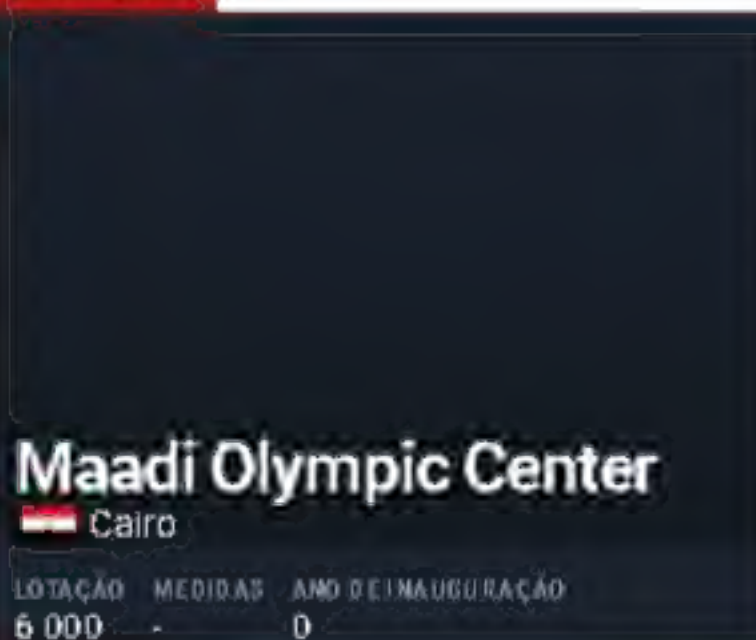 Maadi Olympic Center
Cairo
LOTAÇÃO MEDIDAS ANO DE INAUGURAÇÃO
6 000 - 0